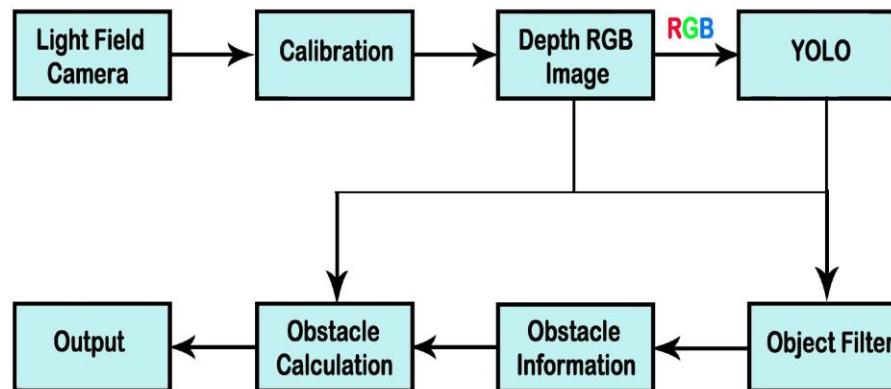 Light Field
Camera
Calibration
Depth RGB
Image
RGB
YOLO
Output
Obstacle
Calculation
Obstacle
Information
Object Filter